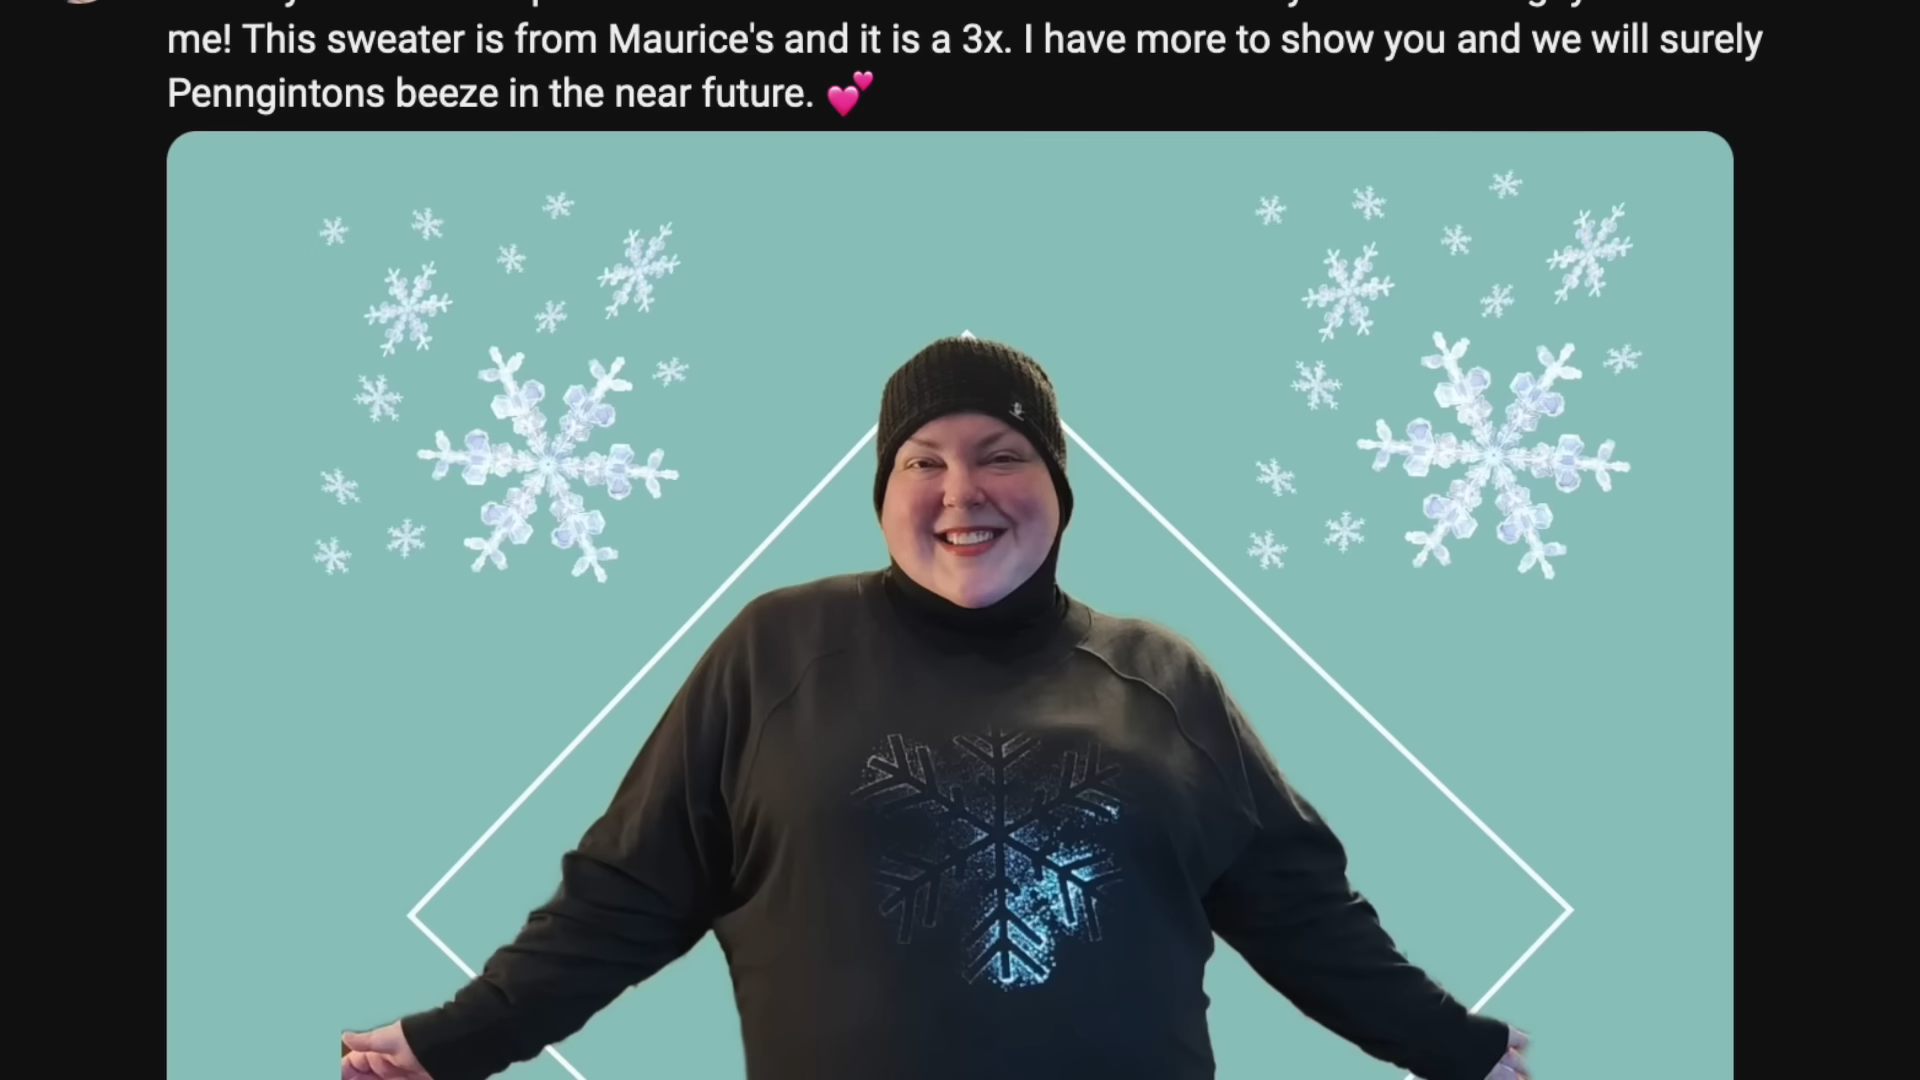 me! This sweater is from Maurice's and it is a 3x. I have more to show you and we will surely
Penngintons beeze in the near future. 💕